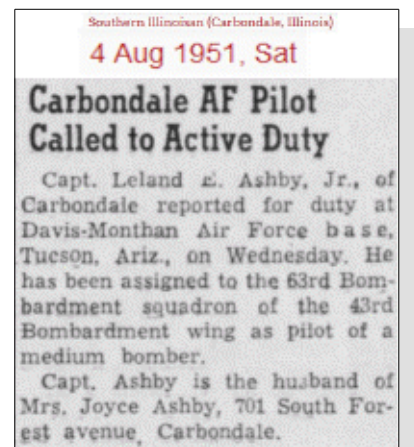 Southern Illinoisan (Carbondale, Illinois)
4 Aug 1951, Sat
Carbondale AF Pilot
Called to Active Duty
Capt. Leland E. Ashby, Jr., of
Carbondale reported for duty at
Davis-Monthan Air Force base,
Tucson, Ariz., on Wednesday. He
has been assigned to the 63rd Bom-
bardment squadron of the 43rd
Bombardment wing as pilot of a
medium bomber.
Capt. Ashby is the husband of
Mrs. Joyce Ashby, 701 South For-
est avenue, Carbondale.